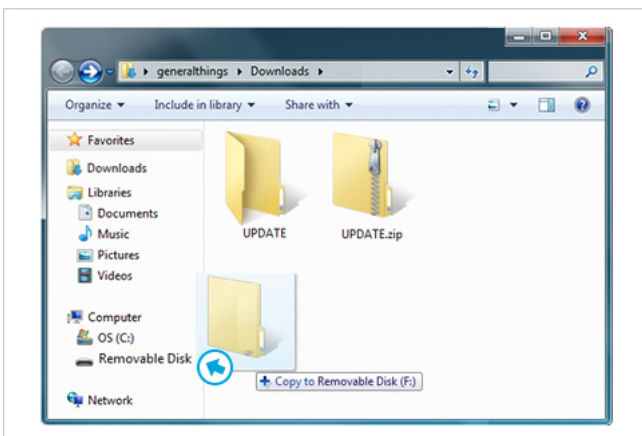 generalthings Downloads
Organize Include in library Share with
Favorites
Downloads
Libraries
Documents
Music
Pictures
Videos
UPDATE UPDATE.zip
Computer
OS (C:)
Removable Disk
Copy to Removable Disk (F:)
Network